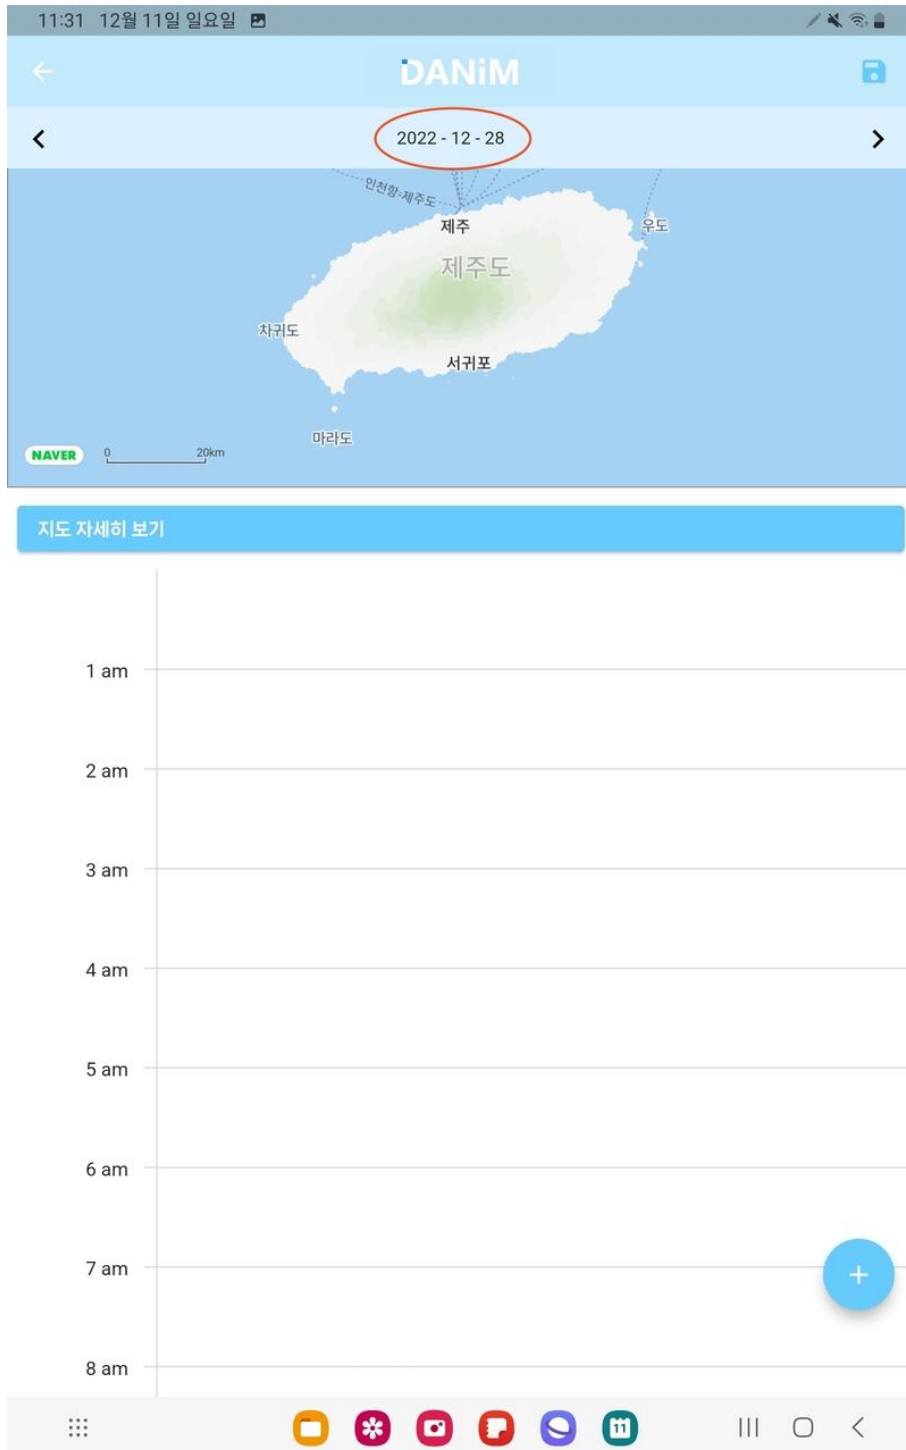 11:31 12월 11일 일요일
DANiM
2022 - 12 - 28
인천항-제주도
제주
우도
제주도
차귀도
서귀포
마라도
NAVER 0 20km
지도 자세히 보기
1 am
2 am
3 am
4 am
5 am
6 am
7 am
+
8 am
11